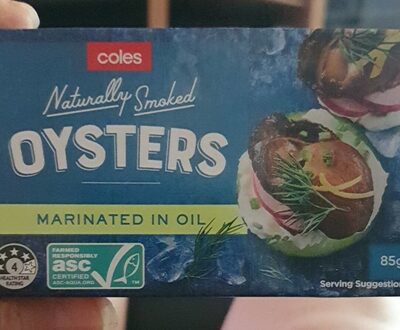 coles
Naturally Smoked
OYSTERS
MARINATED IN OIL
4
HEALTH STAR
RATING
FARMED
RESPONSIBLY
asc
CERTIFIED
ASC-AQUA.ORG
TM
85g
Serving Suggestion